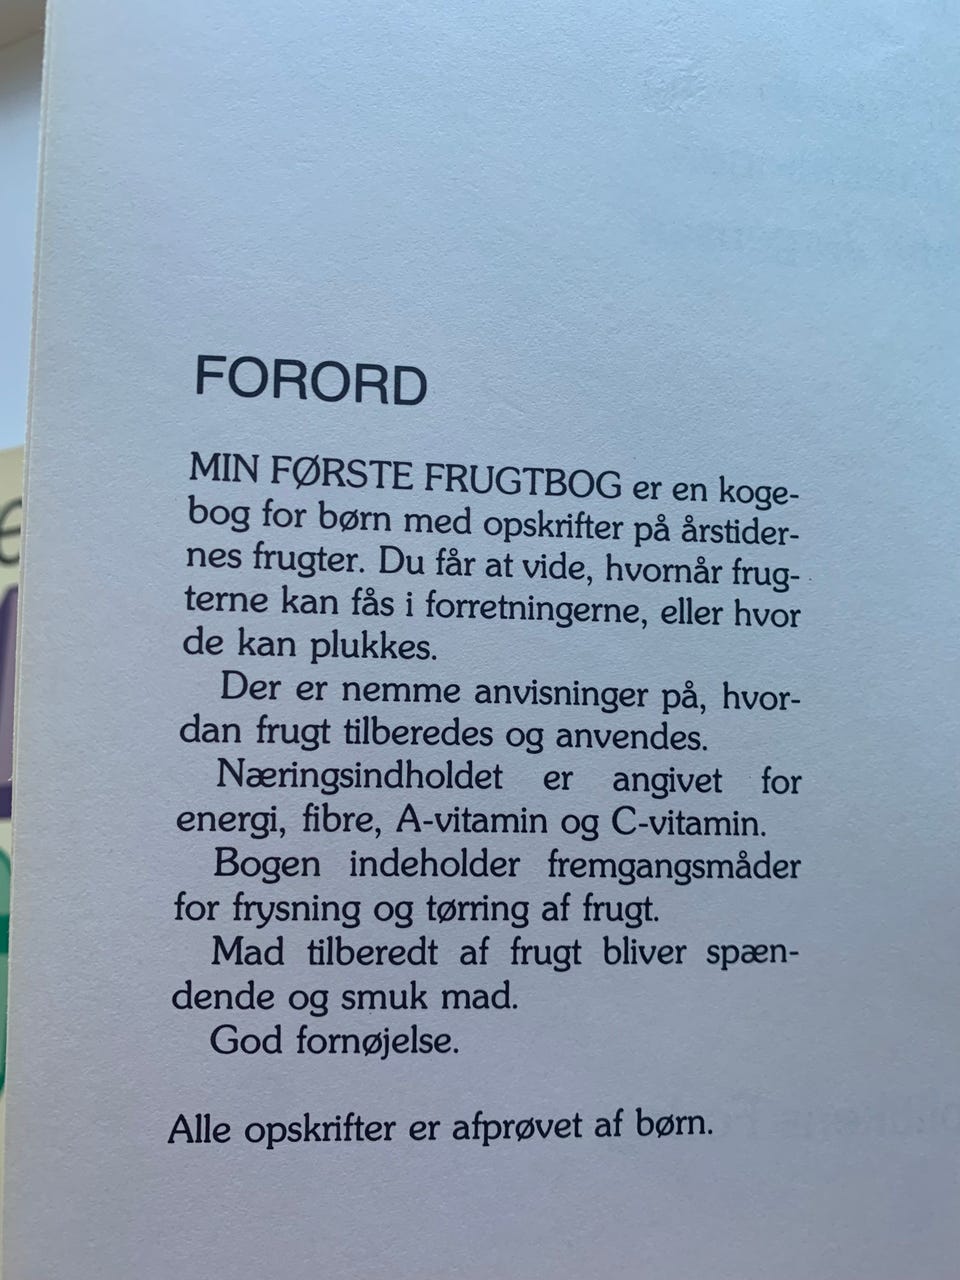 FORORD
MIN FØRSTE FRUGTBOG er en koge-
bog for børn med opskrifter på årstider-
nes frugter. Du får at vide, hvornår frug-
terne kan fås i forretningerne, eller hvor
de kan plukkes.
Der er nemme anvisninger på, hvor-
dan frugt tilberedes og anvendes.
Næringsindholdet er angivet for
energi, fibre, A-vitamin og C-vitamin.
Bogen indeholder fremgangsmåder
for frysning og tørring af frugt.
Mad tilberedt af frugt bliver spæn-
dende og smuk mad.
God fornøjelse.
Alle opskrifter er afprøvet af børn.